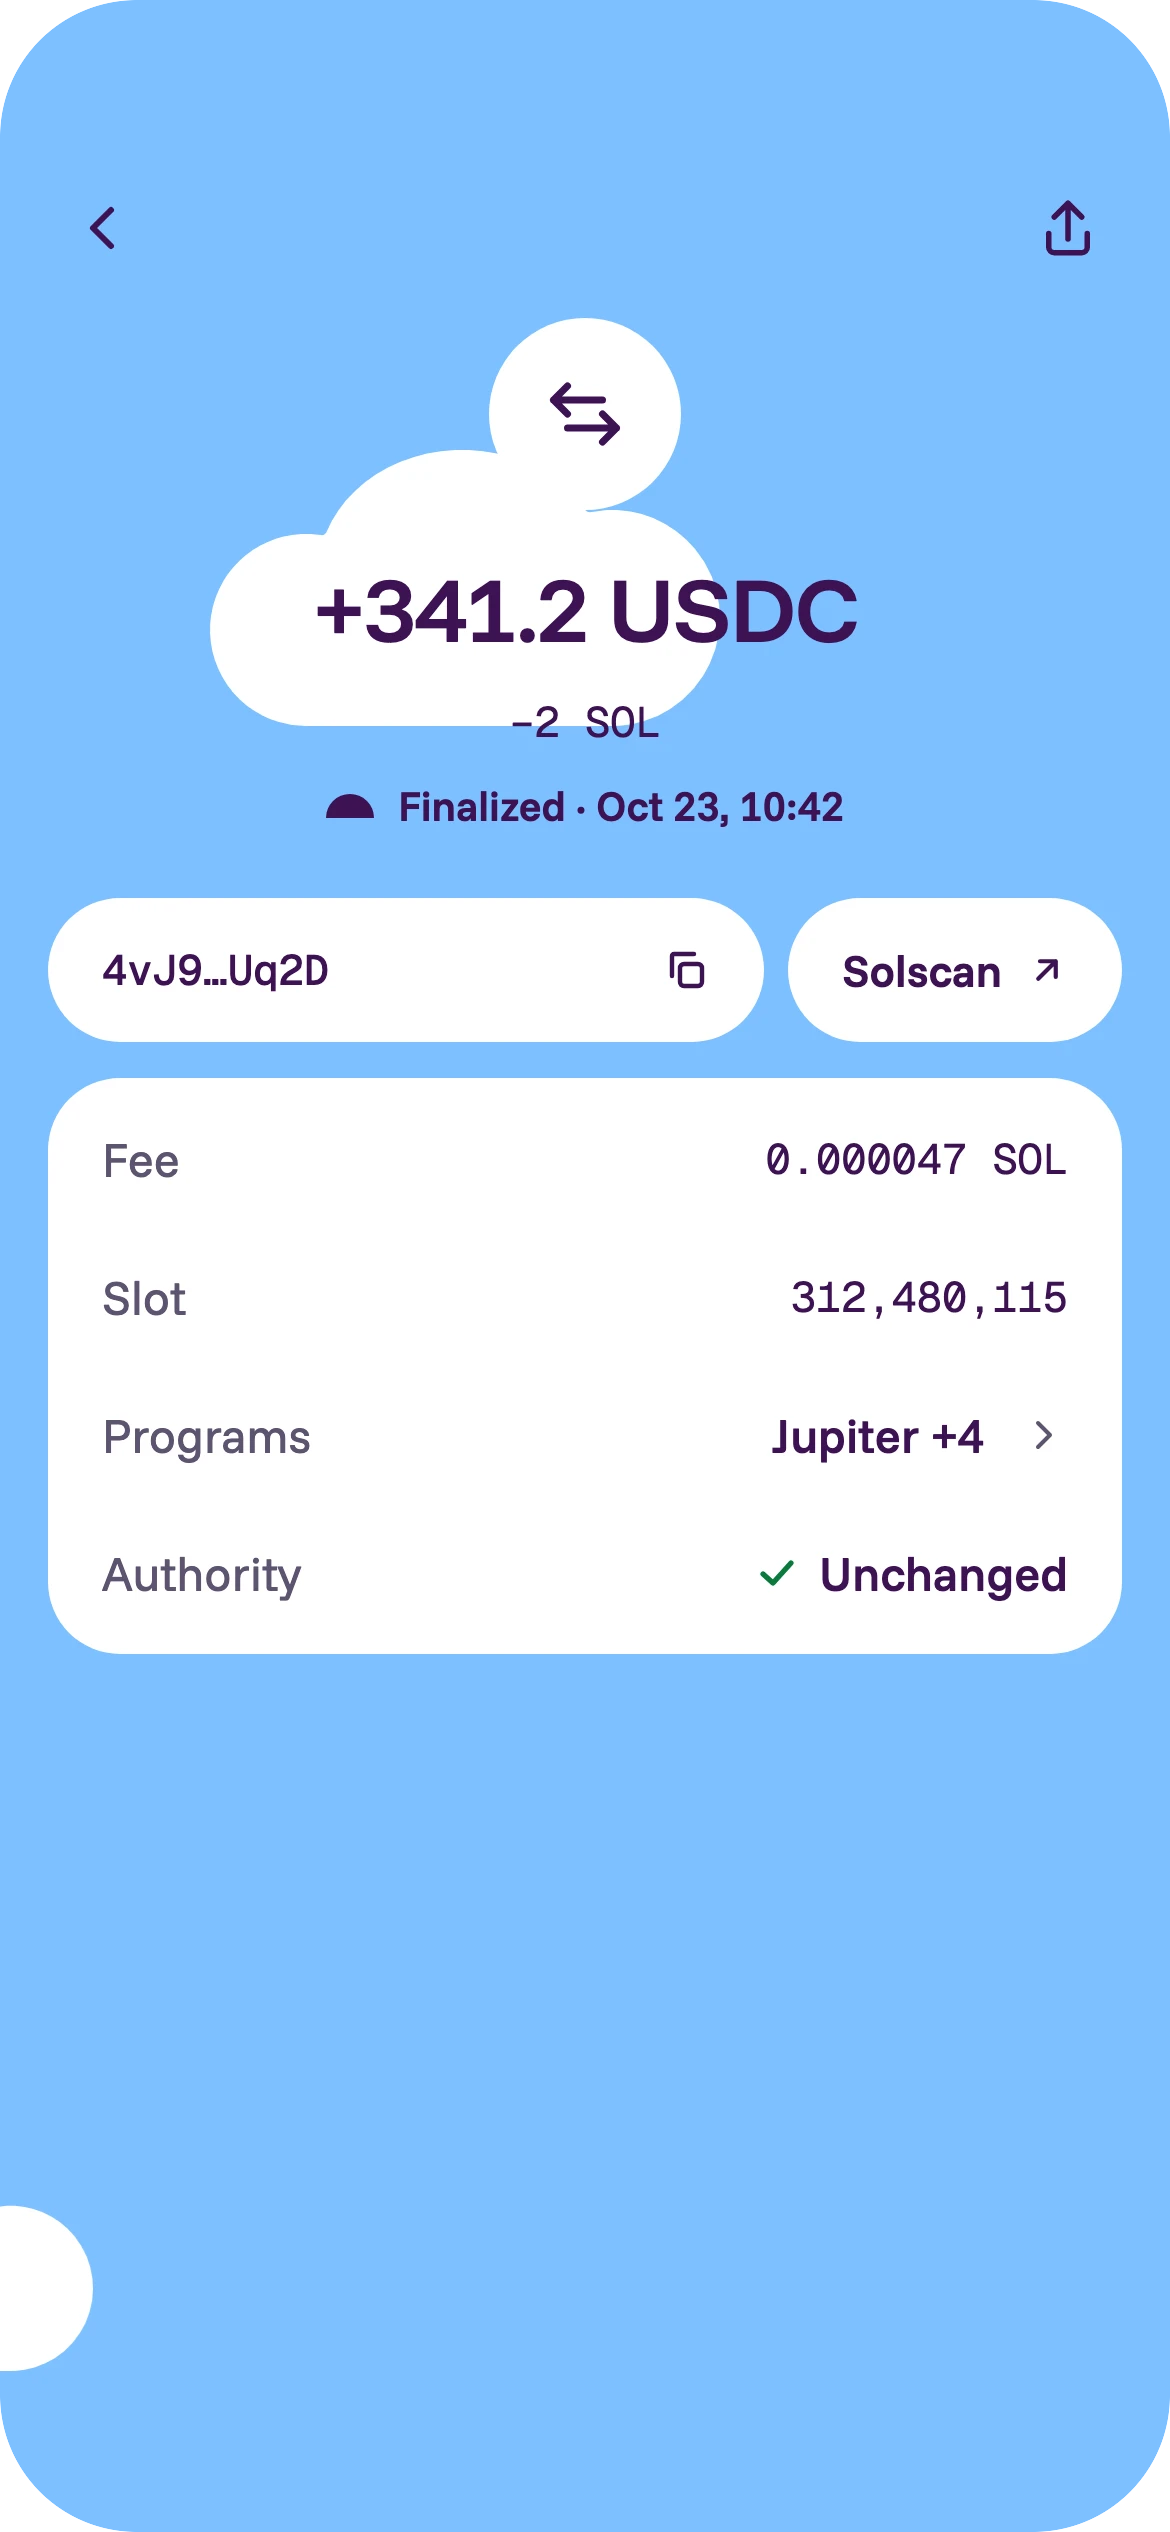 +341.2 USDC
−2 SOL
Finalized · Oct 23, 10:42
4vJ9…Uq2D
Solscan
Fee 0.000047 SOL
Slot 312,480,115
Programs Jupiter +4
Authority Unchanged